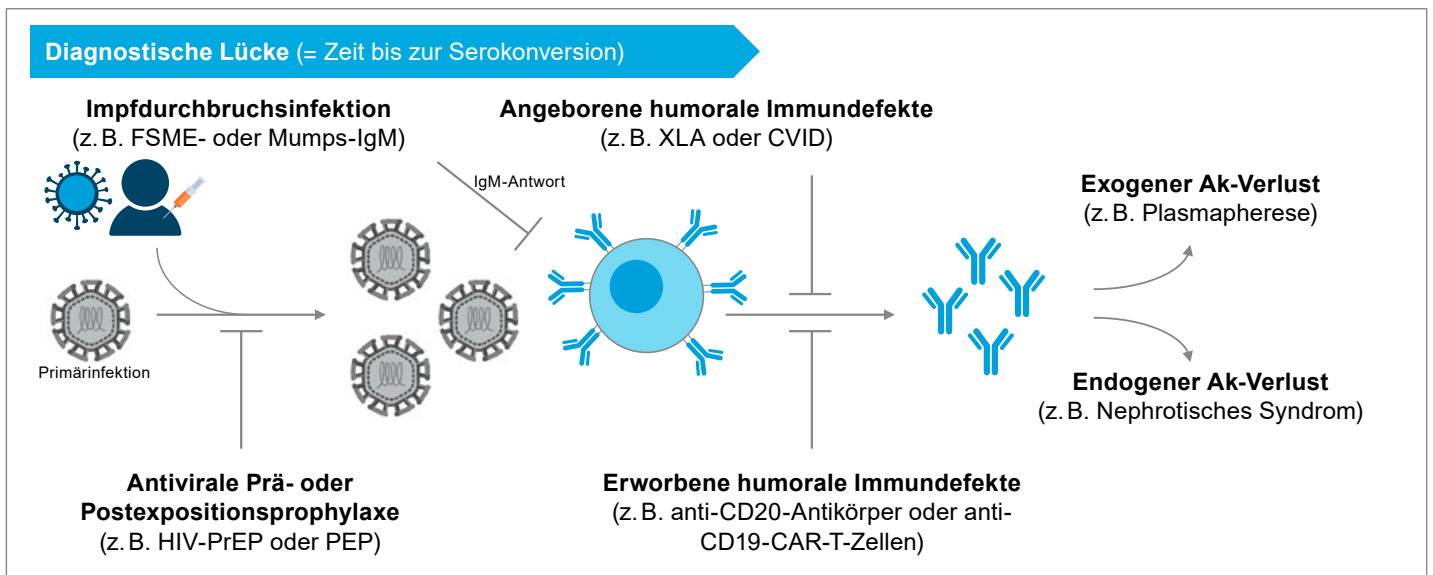 Diagnostische Lücke (= Zeit bis zur Serokonversion)
Impfdurchbruchsinfektion
(z. B. FSME- oder Mumps-IgM)
Angeborene humorale Immundefekte
(z. B. XLA oder CVID)
IgM-Antwort
Exogener Ak-Verlust
(z. B. Plasmapherese)
Primärinfektion
Endogener Ak-Verlust
(z. B. Nephrotisches Syndrom)
Antivirale Prä- oder
Postexpositionsprophylaxe
(z. B. HIV-PrEP oder PEP)
Erworbene humorale Immundefekte
(z. B. anti-CD20-Antikörper oder anti-
CD19-CAR-T-Zellen)